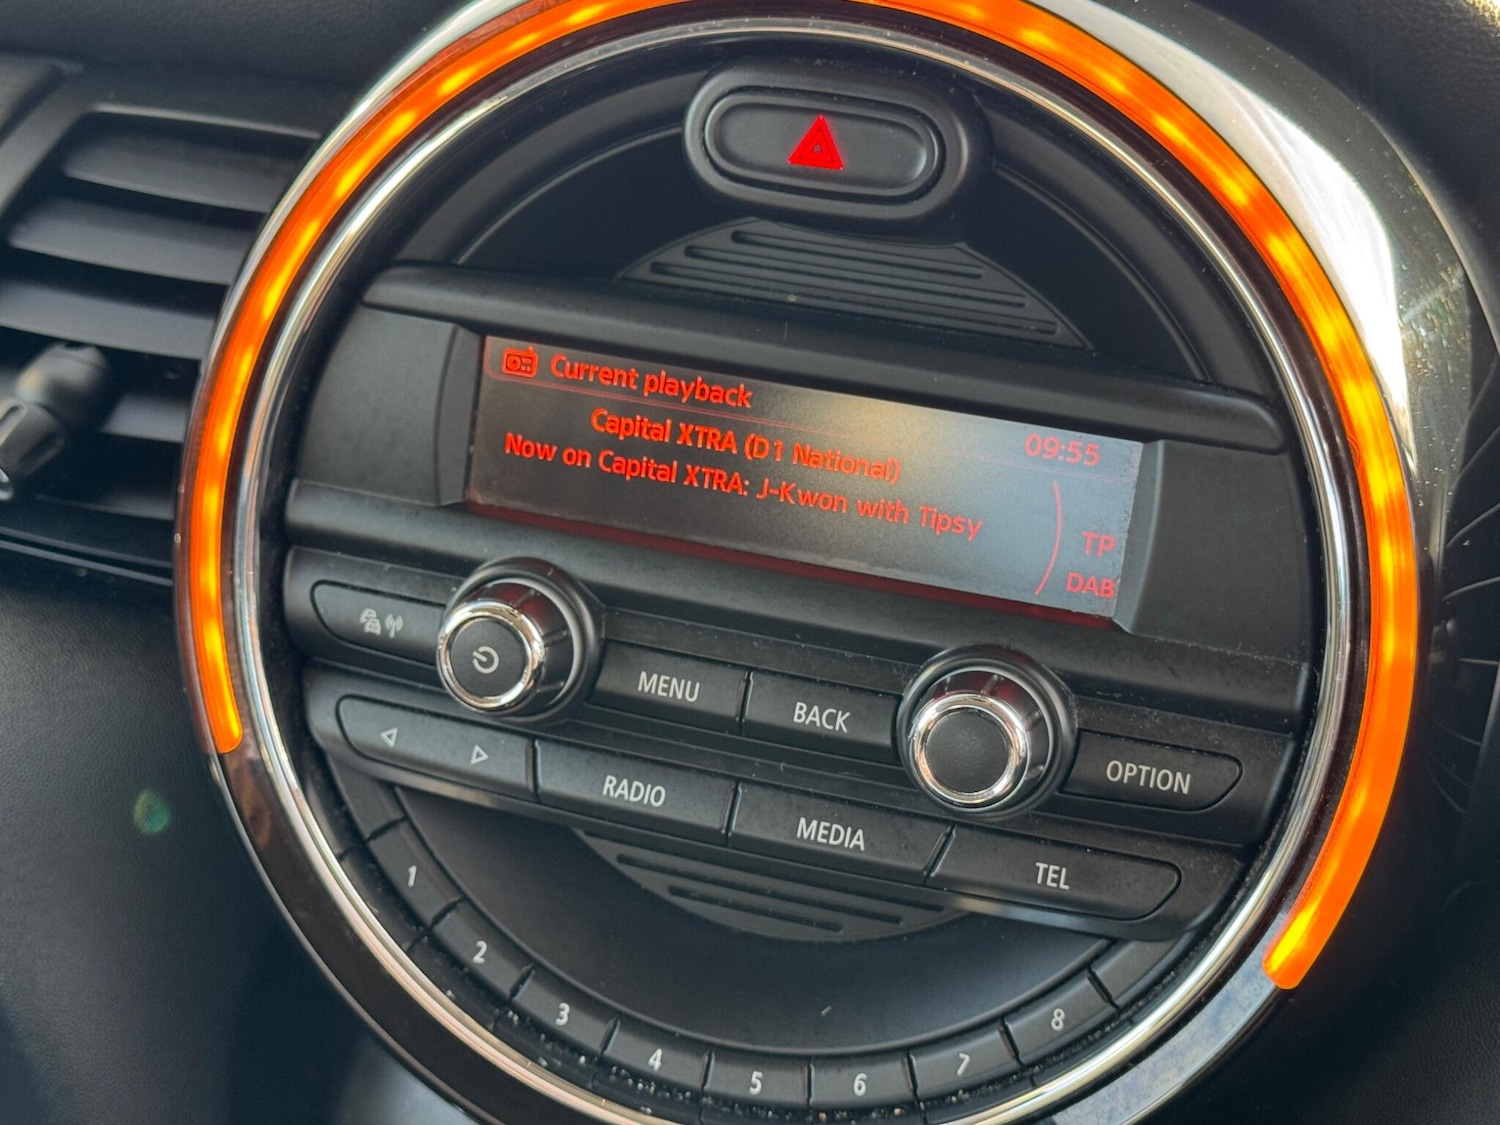 Current playback
09:55
Capital XTRA (D1 National)
Now on Capital XTRA: J-Kwon with Tipsy
TP
DAB
MENU
BACK
OPTION
RADIO
MEDIA
TEL
1
2
3
4
5
6
7
8